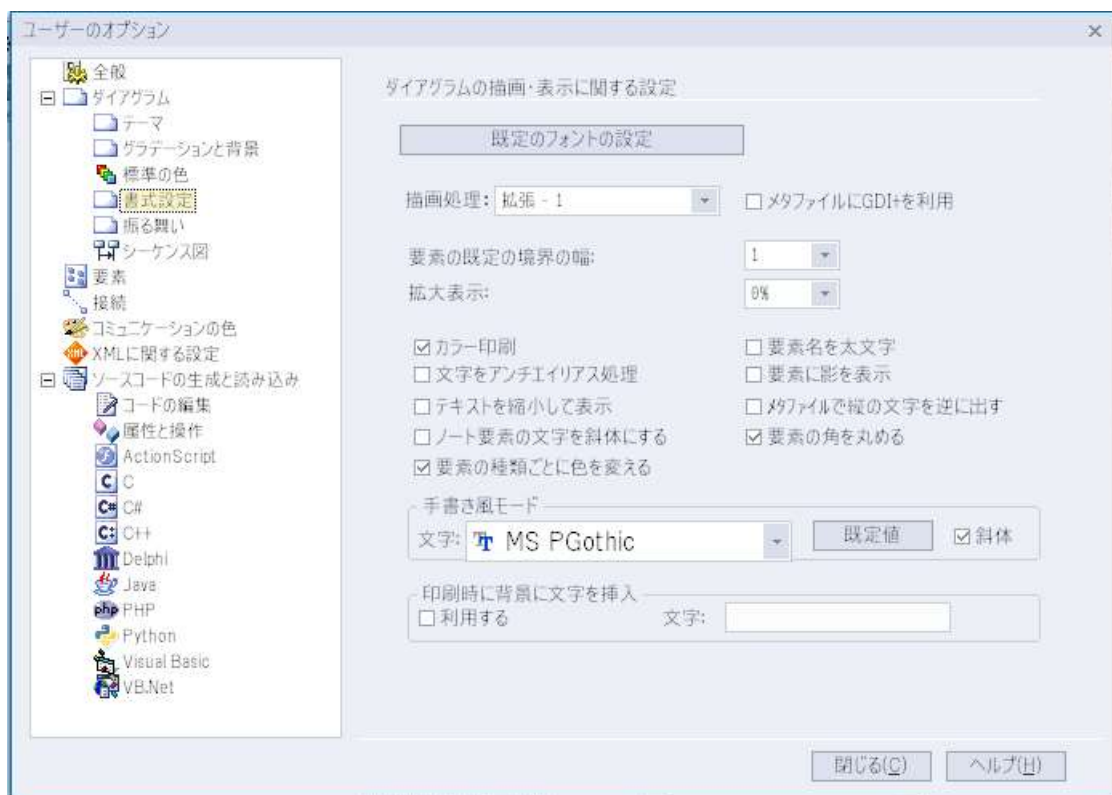 ユーザーのオプション
全般
ダイアグラム
テーマ
グラデーションと背景
標準の色
書式設定
振る舞い
シーケンス図
要素
接続
コミュニケーションの色
XMLに関する設定
ソースコードの生成と読み込み
コードの編集
属性と操作
ActionScript
C
C#
C++
Delphi
Java
PHP
Python
Visual Basic
VB.Net
ダイアグラムの描画・表示に関する設定
既定のフォントの設定
描画処理: 拡張 - 1 メタファイルにGDI+を利用
要素の既定の境界の幅: 1
拡大表示: 0%
カラー印刷 要素名を太文字
文字をアンチエイリアス処理 要素に影を表示
テキストを縮小して表示 メタファイルで縦の文字を逆に出す
ノート要素の文字を斜体にする 要素の角を丸める
要素の種類ごとに色を変える
手書き風モード
文字: MS PGothic 既定値 斜体
印刷時に背景に文字を挿入
利用する 文字:
閉じる(C) ヘルプ(H)